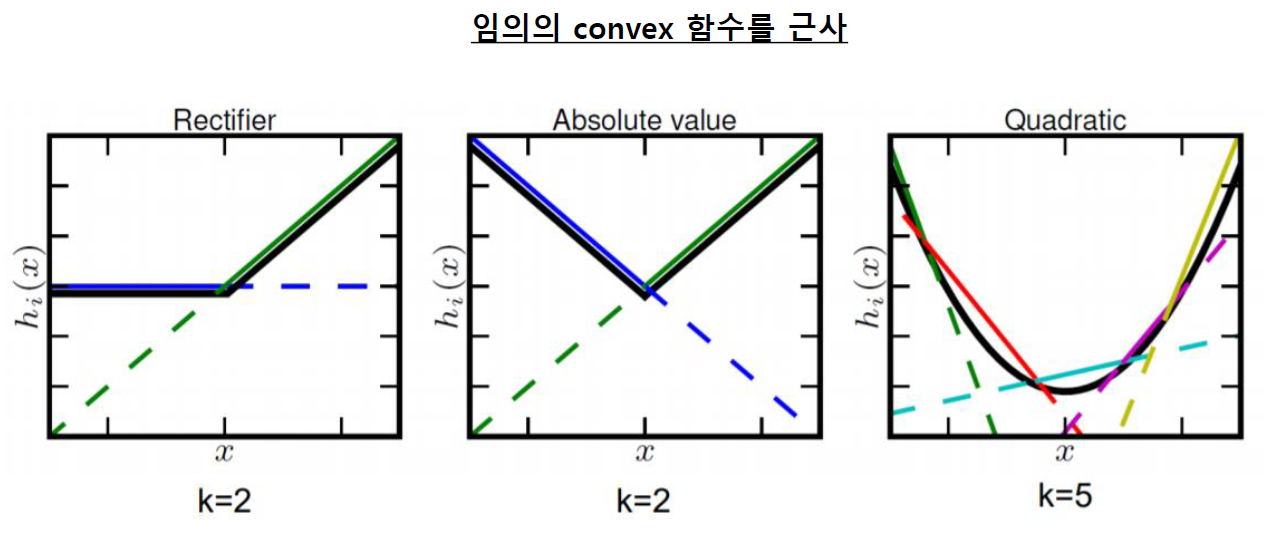 임의의 convex 함수를 근사
Rectifier
Absolute value
Quadratic
h_i(x)
h_i(x)
h_i(x)
x
x
x
k=2
k=2
k=5